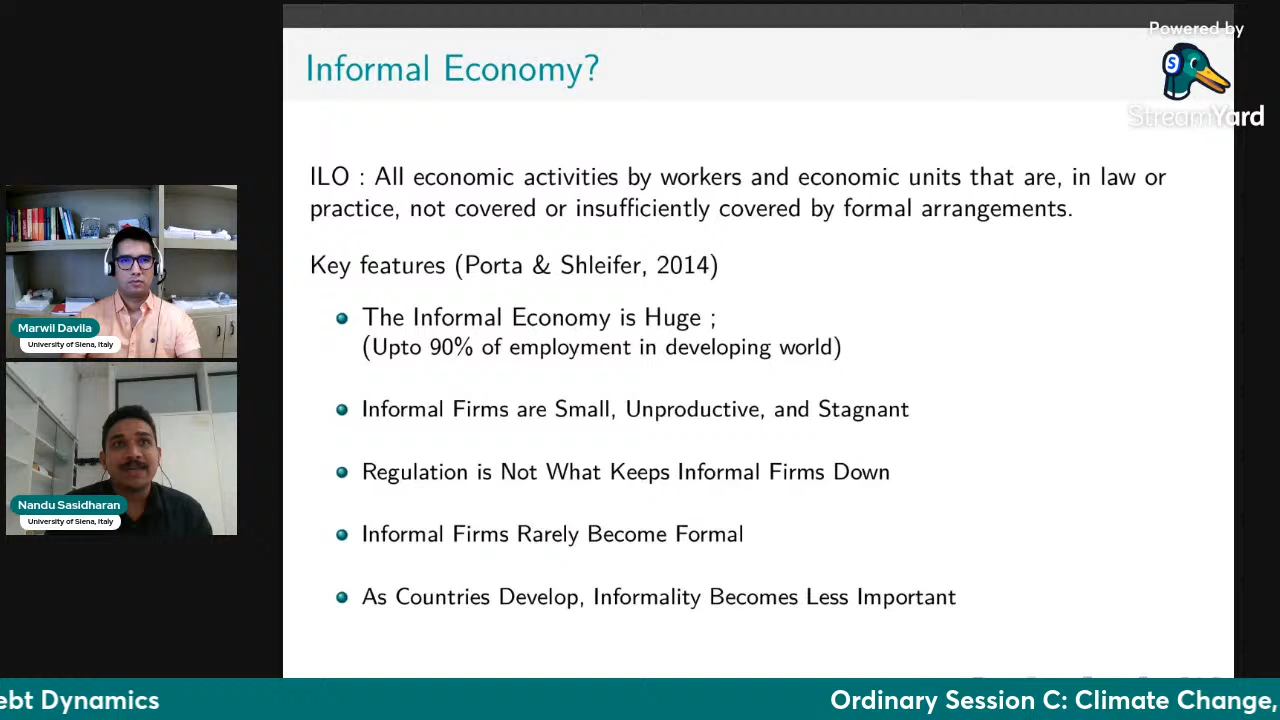 Powered by
StreamYard
Informal Economy?
ILO : All economic activities by workers and economic units that are, in law or
practice, not covered or insufficiently covered by formal arrangements.
Key features (Porta & Shleifer, 2014)
The Informal Economy is Huge ;
(Upto 90% of employment in developing world)
Informal Firms are Small, Unproductive, and Stagnant
Regulation is Not What Keeps Informal Firms Down
Informal Firms Rarely Become Formal
As Countries Develop, Informality Becomes Less Important
Marwil Davila
University of Siena, Italy
Nandu Sasidharan
University of Siena, Italy
ebt Dynamics
Ordinary Session C: Climate Change,